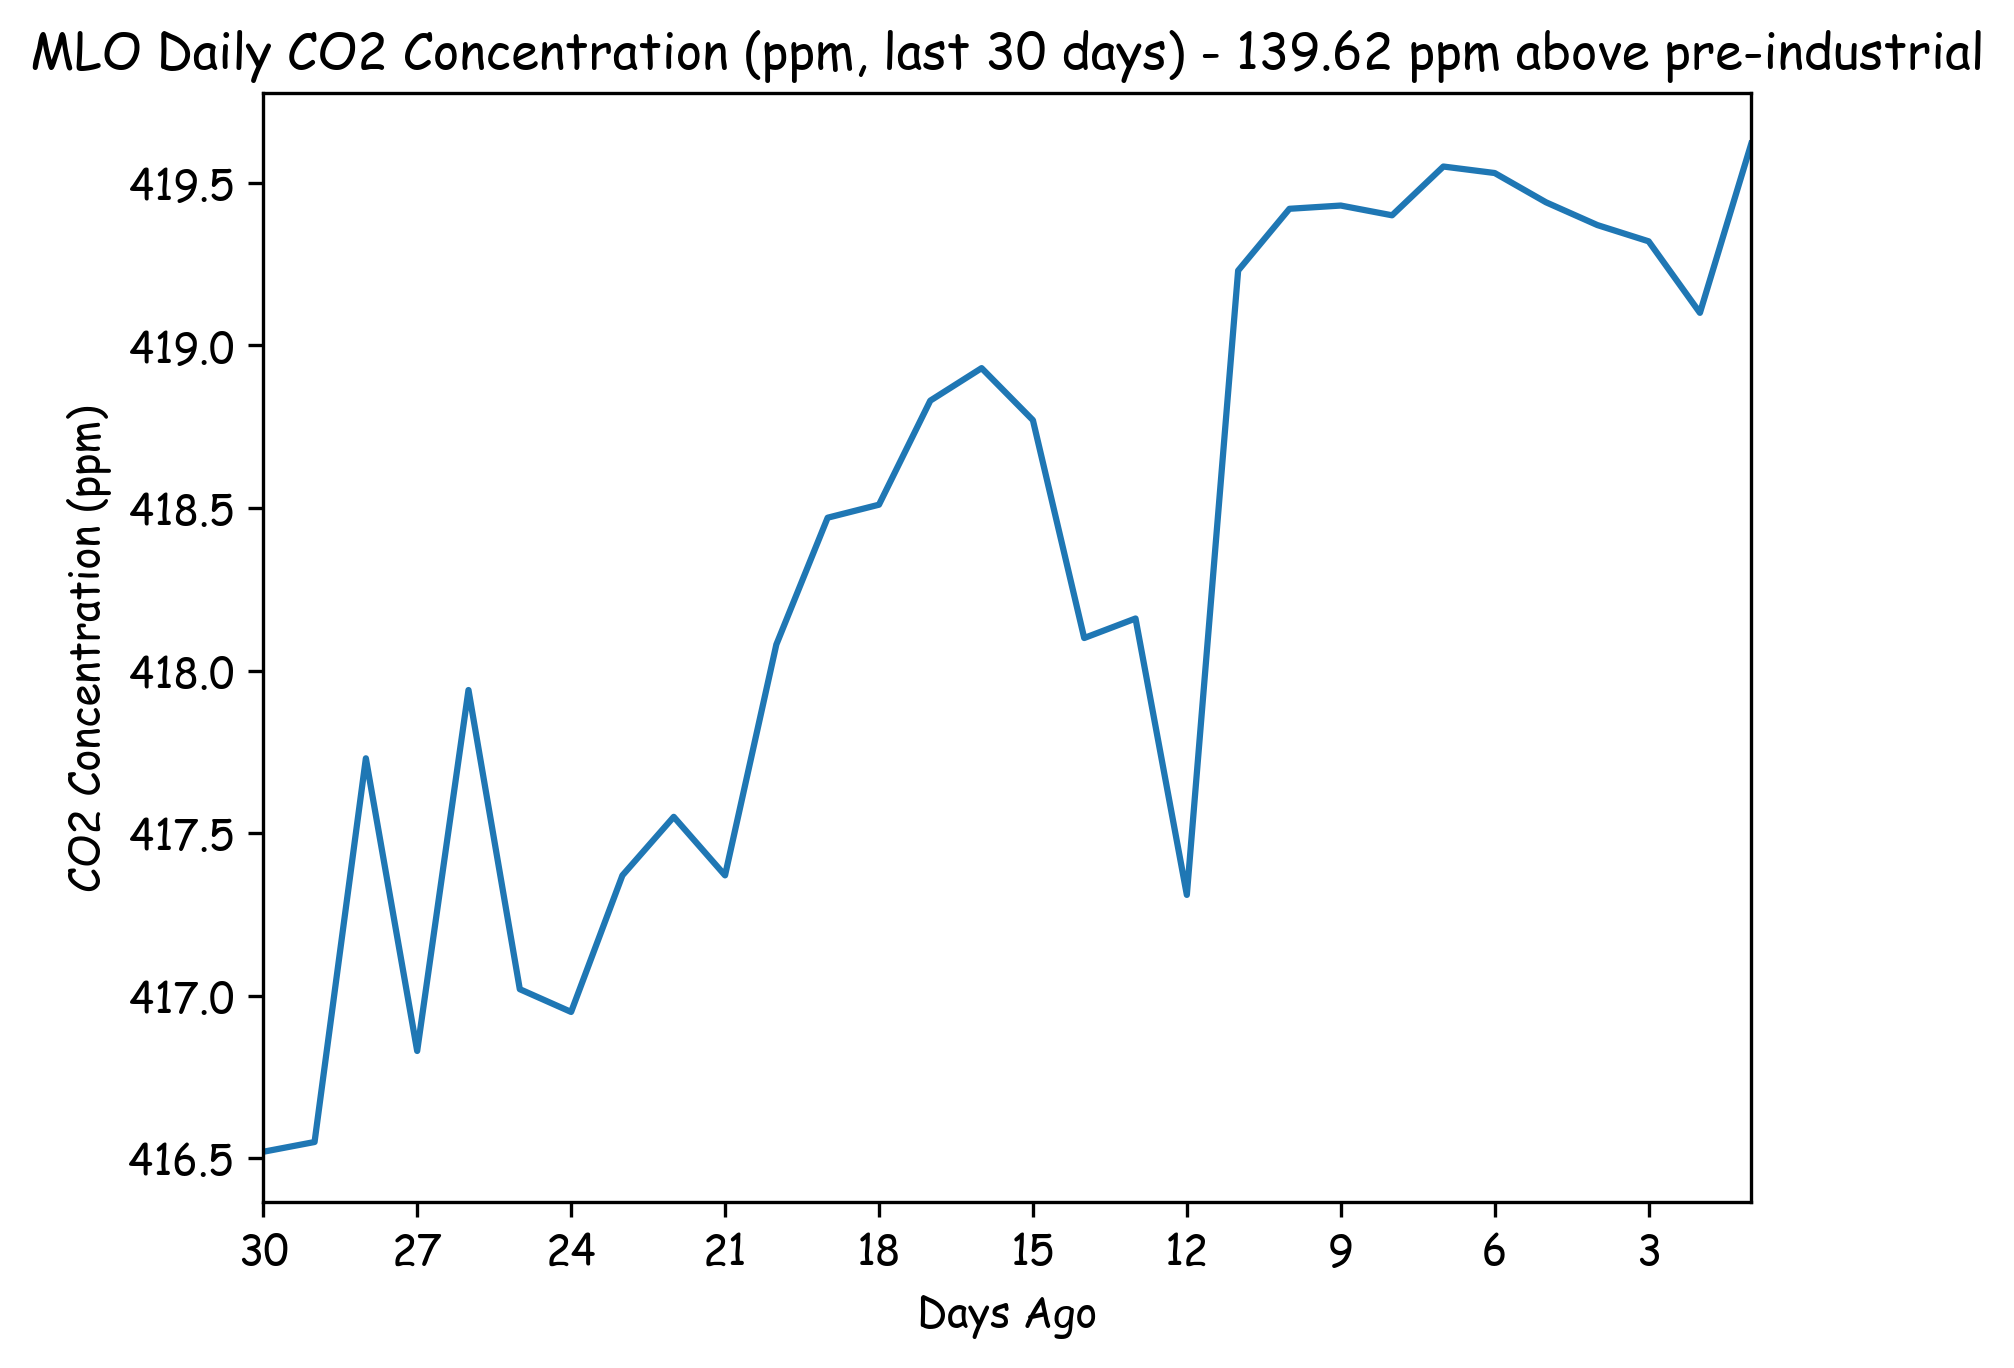 MLO Daily CO2 Concentration (ppm, last 30 days) - 139.62 ppm above pre-industrial
CO2 Concentration (ppm)
419.5
419.0
418.5
418.0
417.5
417.0
416.5
30 27 24 21 18 15 12 9 6 3
Days Ago